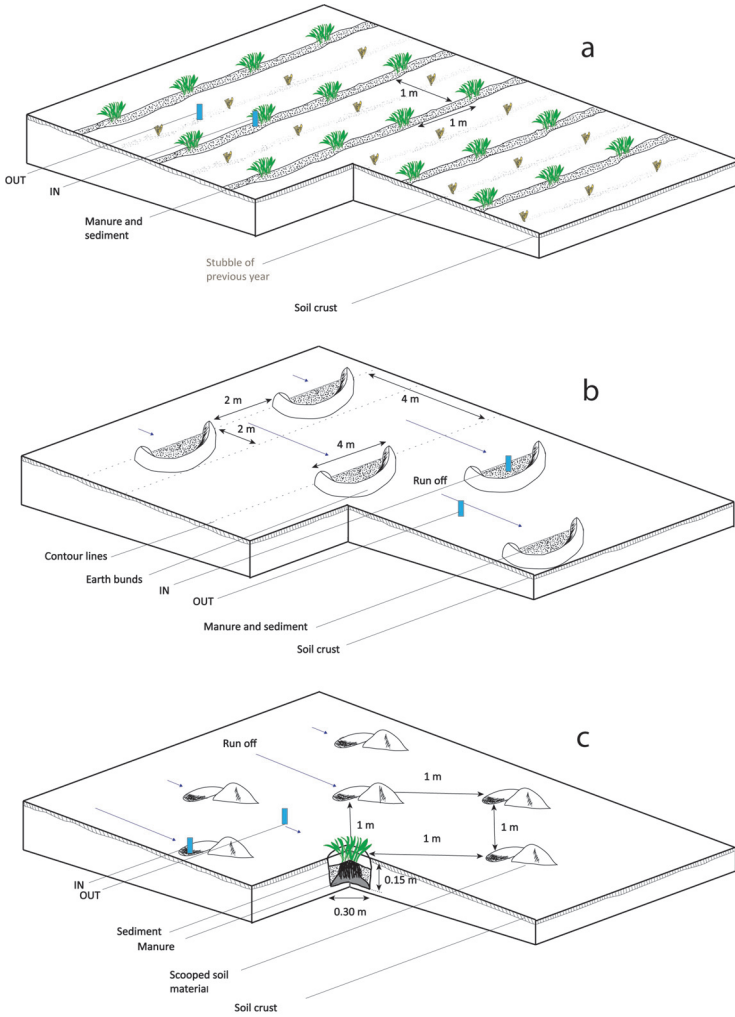 a
1 m
1 m
OUT
IN
Manure and
sediment
Stubble of
previous year
Soil crust
b
2 m
4 m
2 m
4 m
Run off
Contour lines
Earth bunds
IN
OUT
Manure and sediment
Soil crust
c
Run off
1 m
1 m
1 m
1 m
IN
OUT
0.15 m
0.30 m
Sediment
Manure
Scooped soil
material
Soil crust